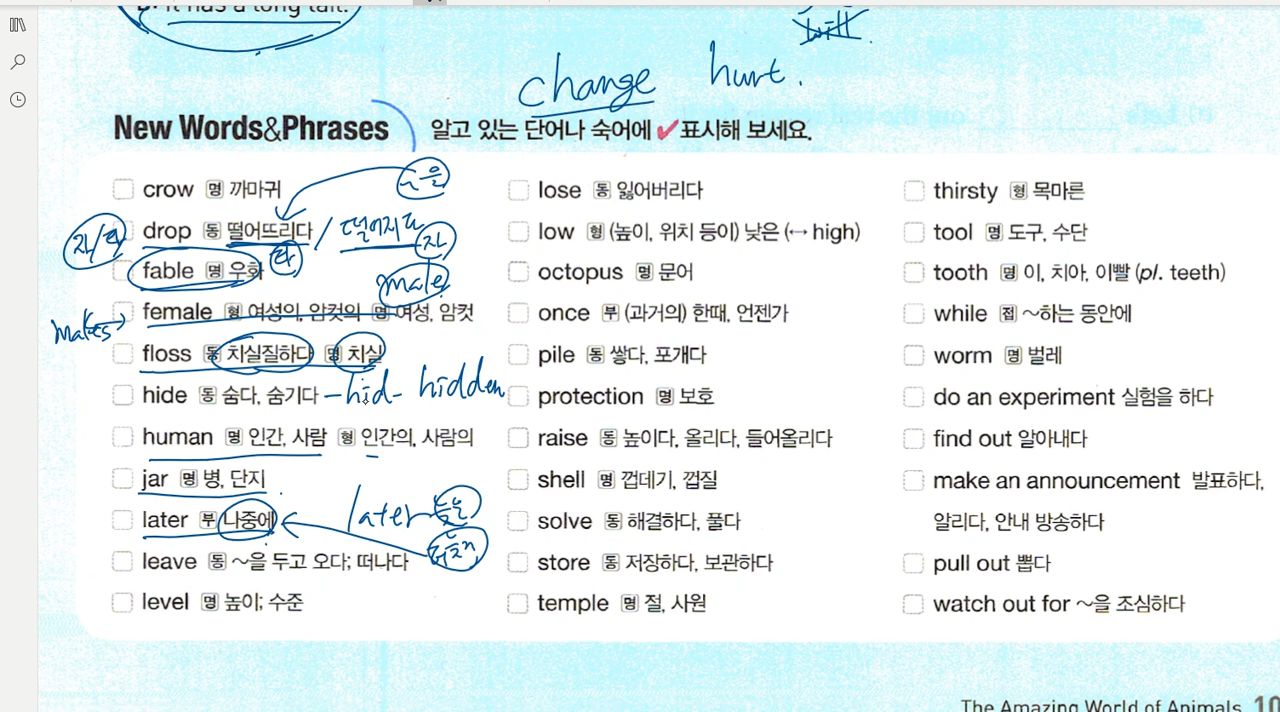 It has a long tail.
will
change hurt.
New Words&Phrases 알고 있는 단어나 숙어에 ✓표시해 보세요.
crow 명 까마귀
drop 동 떨어뜨리다 / 떨어지다
자/타
타
자
fable 명 우화
male
female 형 여성의, 암컷의 명 여성, 암컷
floss 동 치실질하다 명 치실
hide 동 숨다, 숨기다 - hid - hidden
human 명 인간, 사람 형 인간의, 사람의
jar 명 병, 단지
later 부 나중에
later
leave 동 ~을 두고 오다; 떠나다
level 명 높이; 수준
lose 동 잃어버리다
low 형 (높이, 위치 등이) 낮은 (↔ high)
octopus 명 문어
once 부 (과거의) 한때, 언젠가
pile 동 쌓다, 포개다
protection 명 보호
raise 동 높이다, 올리다, 들어올리다
shell 명 껍데기, 껍질
solve 동 해결하다, 풀다
store 동 저장하다, 보관하다
temple 명 절, 사원
thirsty 형 목마른
tool 명 도구, 수단
tooth 명 이, 치아, 이빨 (pl. teeth)
while 접 ~하는 동안에
worm 명 벌레
do an experiment 실험을 하다
find out 알아내다
make an announcement 발표하다,
알리다, 안내 방송하다
pull out 뽑다
watch out for ~을 조심하다
The Amazing World of Animals 10